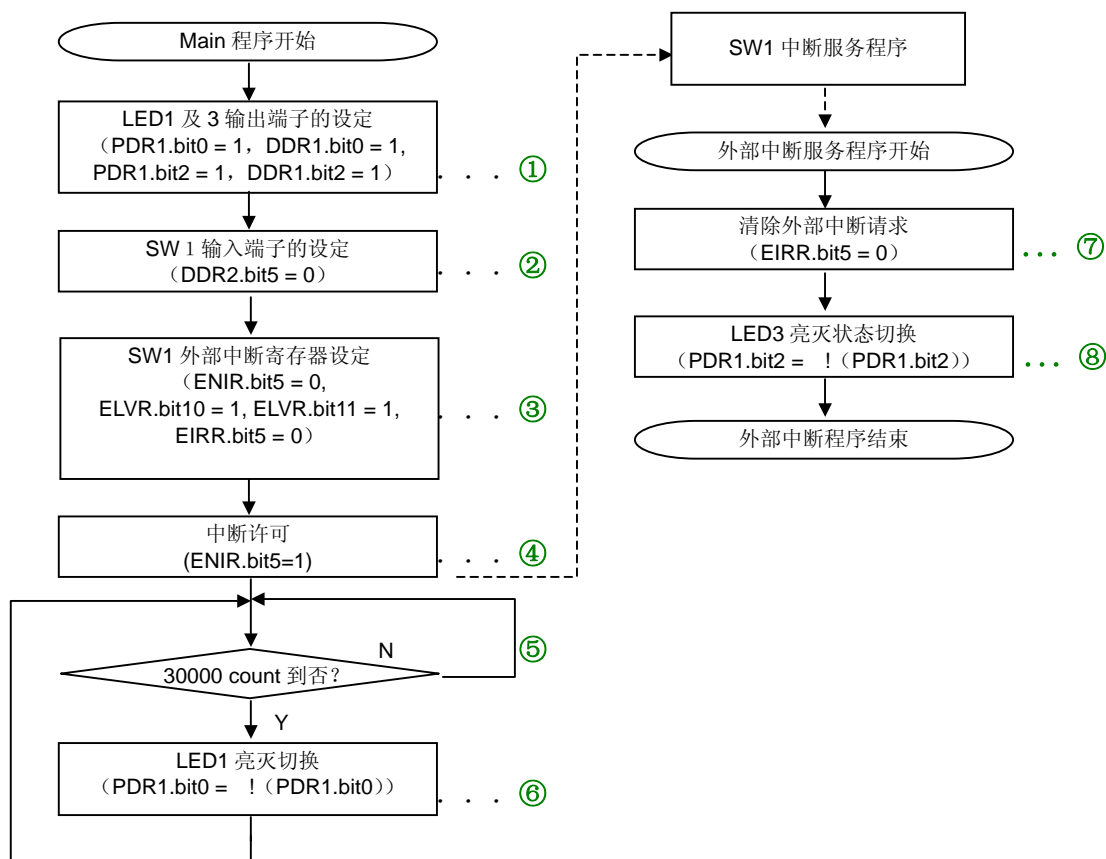 Main 程序开始
LED1 及 3 输出端子的设定
（PDR1.bit0 = 1，DDR1.bit0 = 1,
PDR1.bit2 = 1，DDR1.bit2 = 1）
. . . ①
SW 1 输入端子的设定
（DDR2.bit5 = 0）
. . . ②
SW1 外部中断寄存器设定
（ENIR.bit5 = 0,
ELVR.bit10 = 1, ELVR.bit11 = 1,
EIRR.bit5 = 0）
. . . ③
中断许可
(ENIR.bit5=1)
. . . ④
N
⑤
30000 count 到否？
Y
LED1 亮灭切换
（PDR1.bit0 = ！(PDR1.bit0)）
. . . ⑥
SW1 中断服务程序
外部中断服务程序开始
清除外部中断请求
（EIRR.bit5 = 0）
... ⑦
LED3 亮灭状态切换
（PDR1.bit2 = ！(PDR1.bit2)）
... ⑧
外部中断程序结束